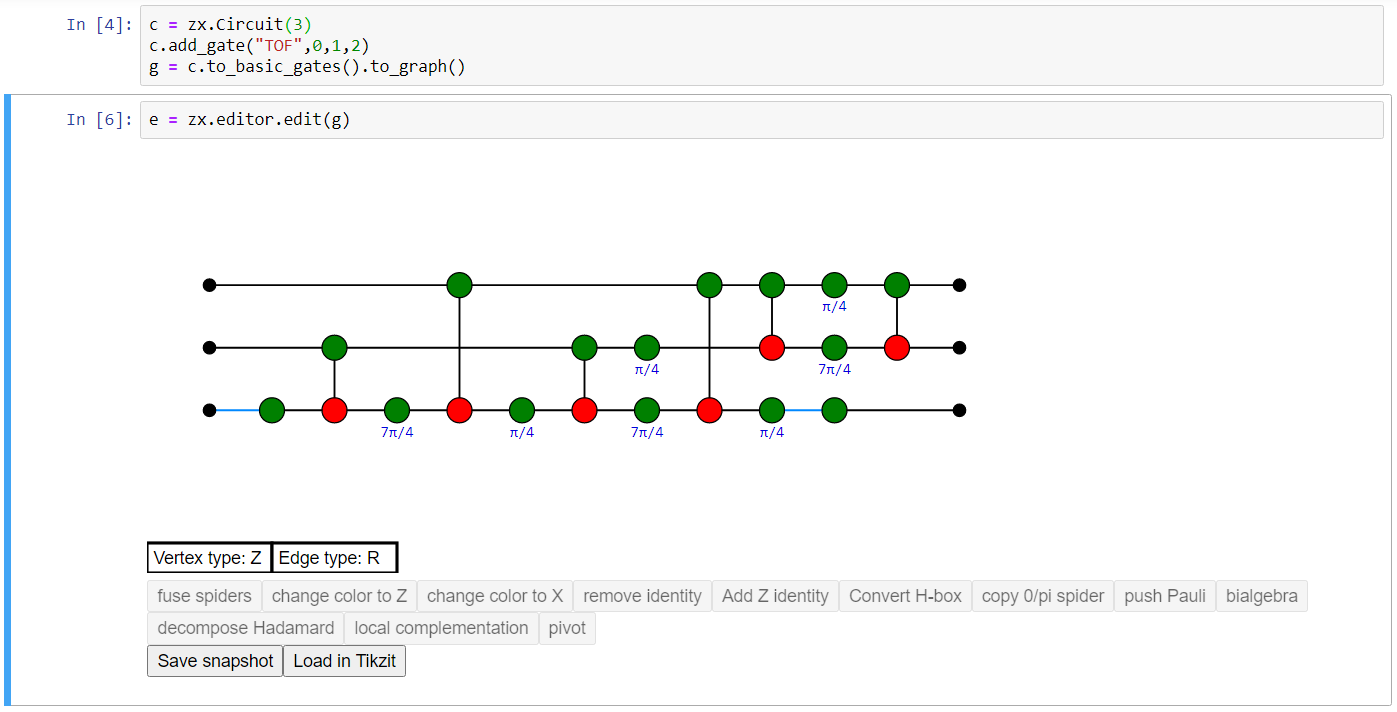 In [4]: c = zx.Circuit(3)
c.add_gate("TOF",0,1,2)
g = c.to_basic_gates().to_graph()
In [6]: e = zx.editor.edit(g)
π/4
π/4 7π/4
7π/4 π/4 7π/4 π/4
Vertex type: Z Edge type: R
fuse spiders change color to Z change color to X remove identity Add Z identity Convert H-box copy 0/pi spider push Pauli bialgebra
decompose Hadamard local complementation pivot
Save snapshot Load in Tikzit